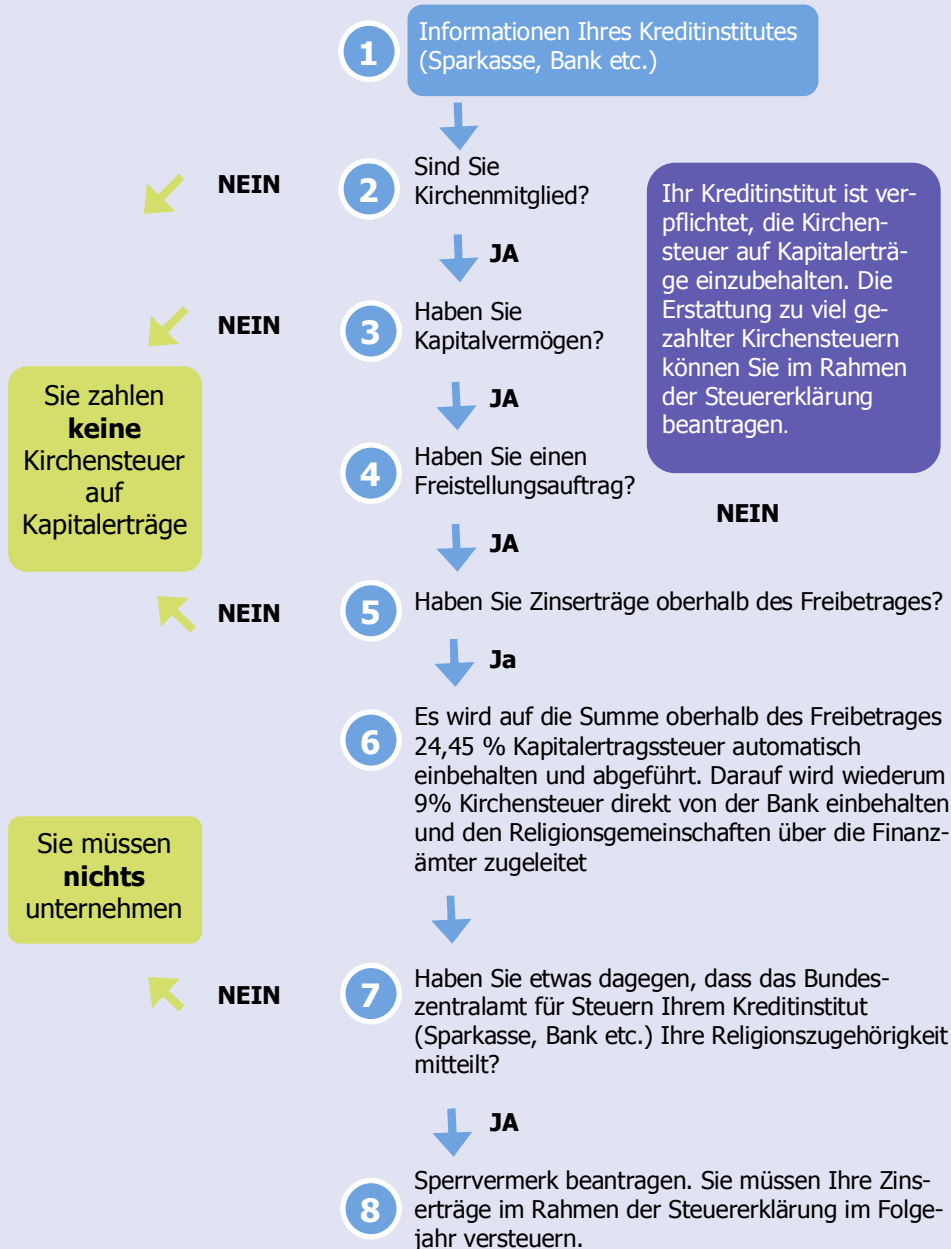 1
Informationen Ihres Kreditinstitutes
(Sparkasse, Bank etc.)
NEIN
2
Sind Sie
Kirchenmitglied?
JA
Ihr Kreditinstitut ist ver-
pflichtet, die Kirchen-
steuer auf Kapitalerträ-
ge einzubehalten. Die
Erstattung zu viel ge-
zahlter Kirchensteuern
können Sie im Rahmen
der Steuererklärung
beantragen.
NEIN
3
Haben Sie
Kapitalvermögen?
JA
Sie zahlen
keine
Kirchensteuer
auf
Kapitalerträge
4
Haben Sie einen
Freistellungsauftrag?
NEIN
JA
NEIN
5
Haben Sie Zinserträge oberhalb des Freibetrages?
Ja
6
Es wird auf die Summe oberhalb des Freibetrages
24,45 % Kapitalertragssteuer automatisch
einbehalten und abgeführt. Darauf wird wiederum
9% Kirchensteuer direkt von der Bank einbehalten
und den Religionsgemeinschaften über die Finanz-
ämter zugeleitet
Sie müssen
nichts
unternehmen
NEIN
7
Haben Sie etwas dagegen, dass das Bundes-
zentralamt für Steuern Ihrem Kreditinstitut
(Sparkasse, Bank etc.) Ihre Religionszugehörigkeit
mitteilt?
JA
8
Sperrvermerk beantragen. Sie müssen Ihre Zins-
erträge im Rahmen der Steuererklärung im Folge-
jahr versteuern.